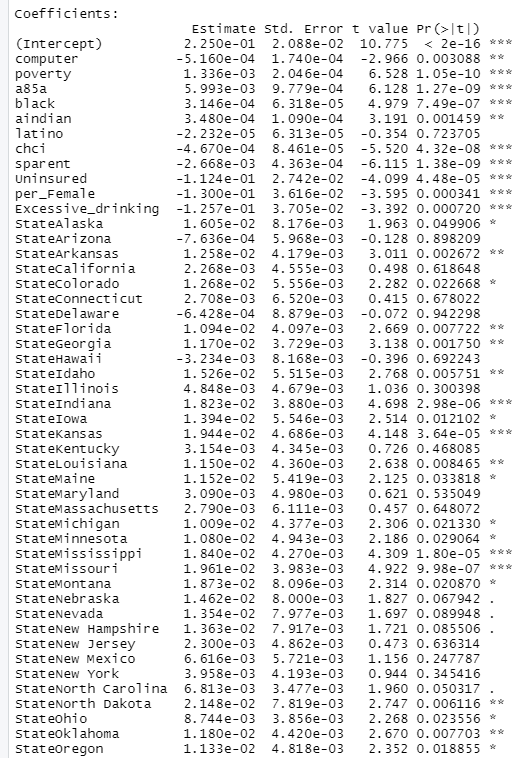 Coefficients:
Estimate Std. Error t value Pr(>|t|)
(Intercept) 2.250e-01 2.088e-02 10.775 < 2e-16 ***
computer -5.160e-04 1.740e-04 -2.966 0.003088 **
poverty 1.336e-03 2.046e-04 6.528 1.05e-10 ***
a85a 5.993e-03 9.779e-04 6.128 1.27e-09 ***
black 3.146e-04 6.318e-05 4.979 7.49e-07 ***
aindian 3.480e-04 1.090e-04 3.191 0.001459 **
latino -2.232e-05 6.313e-05 -0.354 0.723705
chci -4.670e-04 8.461e-05 -5.520 4.32e-08 ***
sparent -2.668e-03 4.363e-04 -6.115 1.38e-09 ***
Uninsured -1.124e-01 2.742e-02 -4.099 4.48e-05 ***
per_Female -1.300e-01 3.616e-02 -3.595 0.000341 ***
Excessive_drinking -1.257e-01 3.705e-02 -3.392 0.000720 ***
StateAlaska 1.605e-02 8.176e-03 1.963 0.049906 *
StateArizona -7.636e-04 5.968e-03 -0.128 0.898209
StateArkansas 1.258e-02 4.179e-03 3.011 0.002672 **
StateCalifornia 2.268e-03 4.555e-03 0.498 0.618648
StateColorado 1.268e-02 5.556e-03 2.282 0.022668 *
StateConnecticut 2.708e-03 6.520e-03 0.415 0.678022
StateDelaware -6.428e-04 8.879e-03 -0.072 0.942298
StateFlorida 1.094e-02 4.097e-03 2.669 0.007722 **
StateGeorgia 1.170e-02 3.729e-03 3.138 0.001750 **
StateHawaii -3.234e-03 8.168e-03 -0.396 0.692243
StateIdaho 1.526e-02 5.515e-03 2.768 0.005751 **
StateIllinois 4.848e-03 4.679e-03 1.036 0.300398
StateIndiana 1.823e-02 3.880e-03 4.698 2.98e-06 ***
StateIowa 1.394e-02 5.546e-03 2.514 0.012102 *
StateKansas 1.944e-02 4.686e-03 4.148 3.64e-05 ***
StateKentucky 3.154e-03 4.345e-03 0.726 0.468085
StateLouisiana 1.150e-02 4.360e-03 2.638 0.008465 **
StateMaine 1.152e-02 5.419e-03 2.125 0.033818 *
StateMaryland 3.090e-03 4.980e-03 0.621 0.535049
StateMassachusetts 2.790e-03 6.111e-03 0.457 0.648072
StateMichigan 1.009e-02 4.377e-03 2.306 0.021330 *
StateMinnesota 1.080e-02 4.943e-03 2.186 0.029064 *
StateMississippi 1.840e-02 4.270e-03 4.309 1.80e-05 ***
StateMissouri 1.961e-02 3.983e-03 4.922 9.98e-07 ***
StateMontana 1.873e-02 8.096e-03 2.314 0.020870 *
StateNebraska 1.462e-02 8.000e-03 1.827 0.067942 .
StateNevada 1.354e-02 7.977e-03 1.697 0.089948 .
StateNew Hampshire 1.363e-02 7.917e-03 1.721 0.085506 .
StateNew Jersey 2.300e-03 4.862e-03 0.473 0.636314
StateNew Mexico 6.616e-03 5.721e-03 1.156 0.247787
StateNew York 3.958e-03 4.193e-03 0.944 0.345416
StateNorth Carolina 6.813e-03 3.477e-03 1.960 0.050317 .
StateNorth Dakota 2.148e-02 7.819e-03 2.747 0.006116 **
StateOhio 8.744e-03 3.856e-03 2.268 0.023556 *
StateOklahoma 1.180e-02 4.420e-03 2.670 0.007703 **
StateOregon 1.133e-02 4.818e-03 2.352 0.018855 *